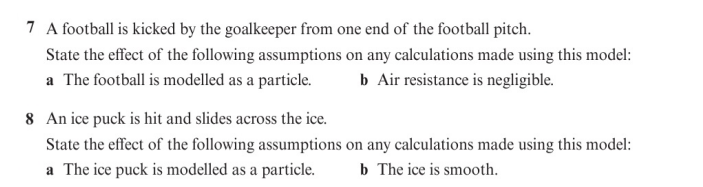 7 A football is kicked by the goalkeeper from one end of the football pitch.
State the effect of the following assumptions on any calculations made using this model:
a The football is modelled as a particle. b Air resistance is negligible.
8 An ice puck is hit and slides across the ice.
State the effect of the following assumptions on any calculations made using this model:
a The ice puck is modelled as a particle. b The ice is smooth.